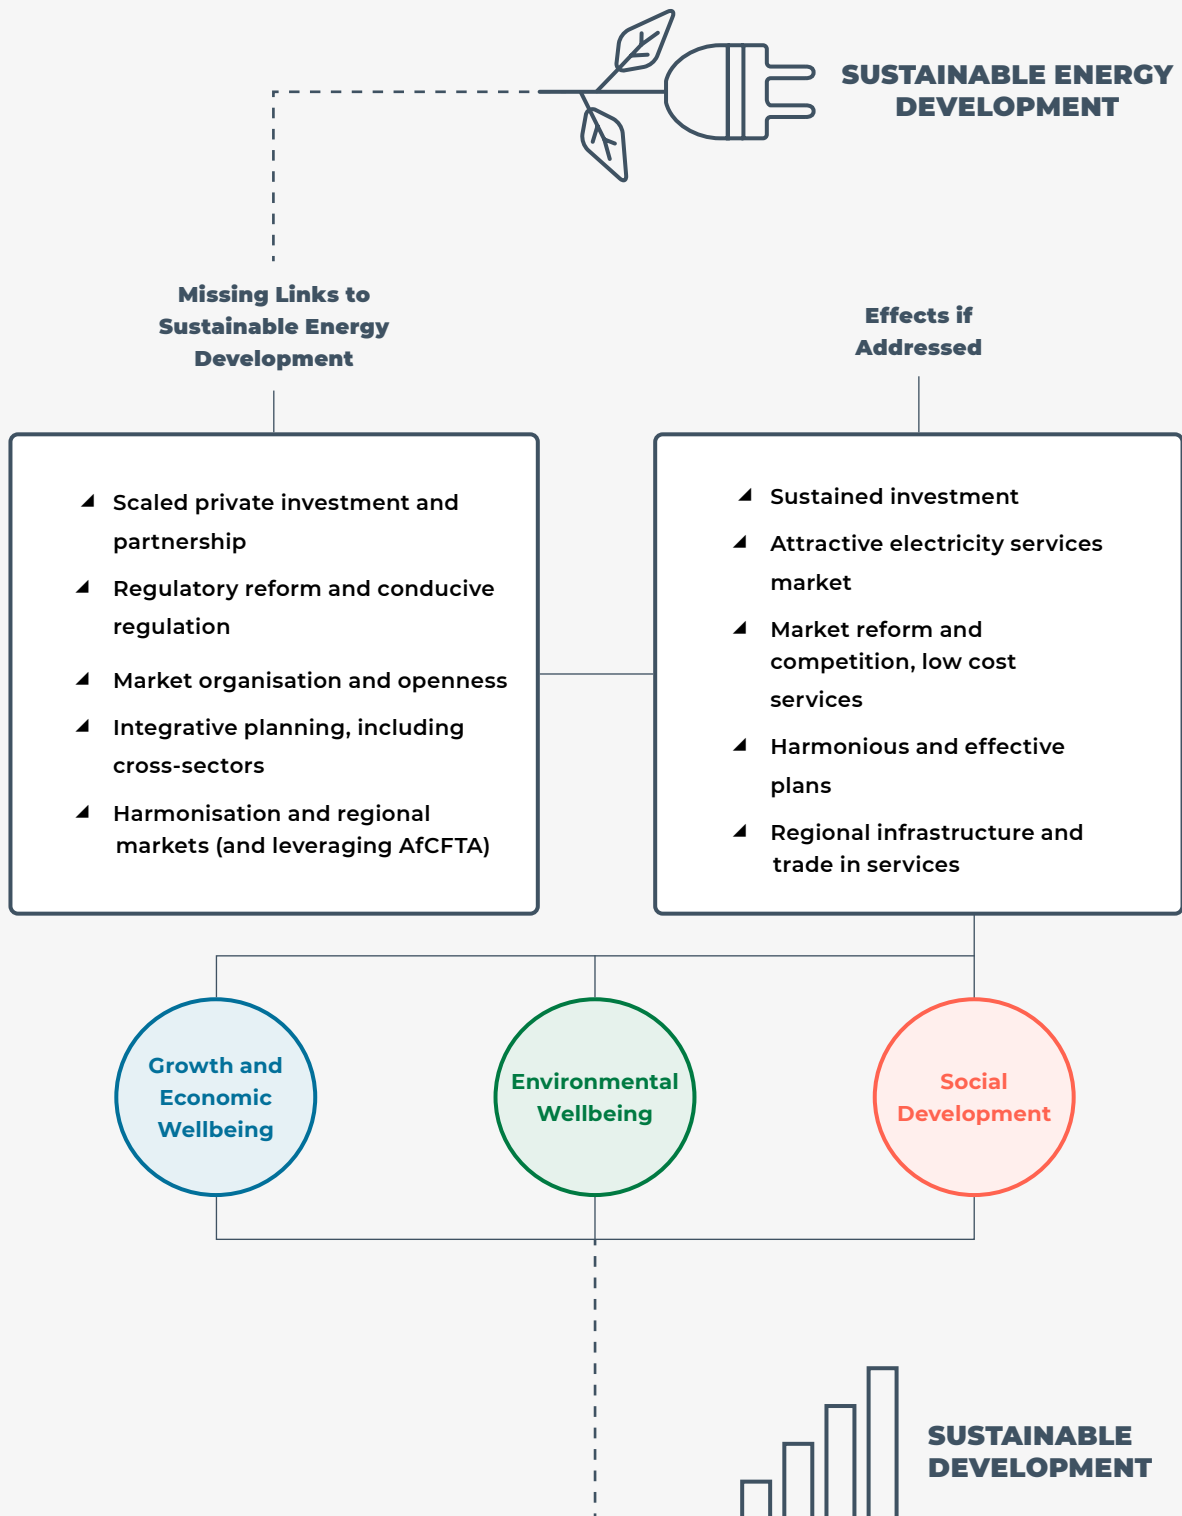 SUSTAINABLE ENERGY
DEVELOPMENT
Missing Links to
Sustainable Energy
Development
Effects if
Addressed
Scaled private investment and
partnership
Regulatory reform and conducive
regulation
Market organisation and openness
Integrative planning, including
cross-sectors
Harmonisation and regional
markets (and leveraging AfCFTA)
Sustained investment
Attractive electricity services
market
Market reform and
competition, low cost
services
Harmonious and effective
plans
Regional infrastructure and
trade in services
Growth and
Economic
Wellbeing
Environmental
Wellbeing
Social
Development
SUSTAINABLE
DEVELOPMENT